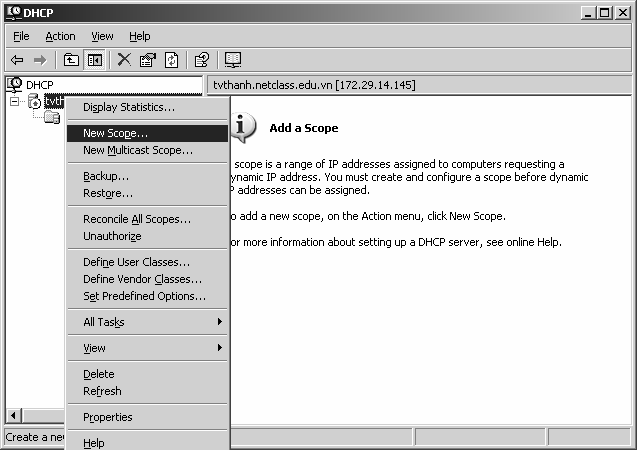 DHCP
File Action View Help
DHCP
tvthanh.netclass.edu.vn [172.29.14.145]
tvtha
Display Statistics...
New Scope...
New Multicast Scope...
Backup...
Restore...
Reconcile All Scopes...
Unauthorize
Define User Classes...
Define Vendor Classes...
Set Predefined Options...
All Tasks
View
Delete
Refresh
Properties
Help
Add a Scope
scope is a range of IP addresses assigned to computers requesting a
ynamic IP address. You must create and configure a scope before dynamic
P addresses can be assigned.
o add a new scope, on the Action menu, click New Scope.
or more information about setting up a DHCP server, see online Help.
Create a new